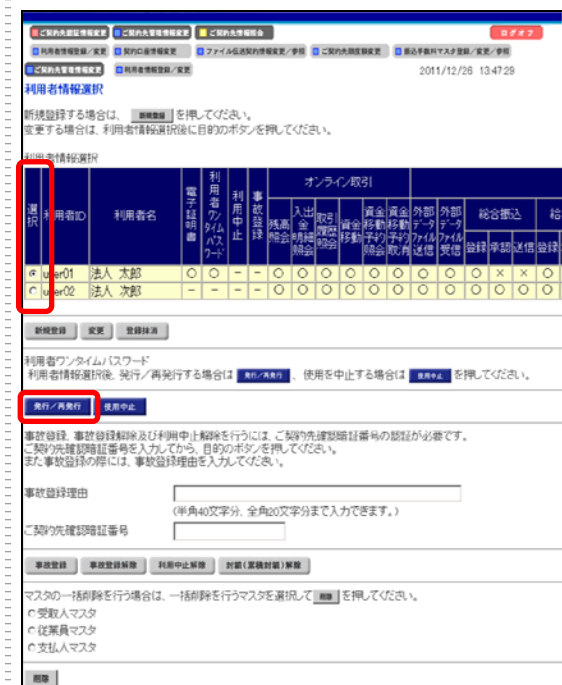 ご契約先認証情報変更 ご契約先管理情報変更 ご契約先情報照会 ログオフ
利用者情報登録/変更 契約口座情報変更 ファイル伝送契約情報変更/参照 ご契約先限度額変更 振込手数料マスタ登録/変更/参照
ご契約先管理情報変更 利用者情報登録/変更 2011/12/26 13:47:29
利用者情報選択
新規登録する場合は、 新規登録 を押してください。
変更する場合は、利用者情報選択後に目的のボタンを押してください。
利用者情報選択
選択 利用者ID 利用者名 電子証明書 利用者ワンタイムパスワード 利用中止 事故登録 オンライン取引 総合振込 給
残高照会 入出金明細照会 取引履歴照会 資金移動 資金移動予約照会 資金移動予約取消 外部データファイル送信 外部データファイル受信 登録 承認 送信 登録
user01 法人 太郎 ○ ○ − − ○ ○ ○ ○ ○ ○ ○ ○ ○ × × ○
user02 法人 次郎 − − − − ○ ○ ○ ○ ○ ○ ○ ○ ○ ○ ○ ○
新規登録 変更 登録抹消
利用者ワンタイムパスワード
利用者情報選択後、発行/再発行する場合は 発行/再発行 、使用を中止する場合は 使用中止 を押してください。
発行/再発行 使用中止
事故登録、事故登録解除及び利用中止解除を行うには、ご契約先確認暗証番号の認証が必要です。
ご契約先確認暗証番号を入力してから、目的のボタンを押してください。
また事故登録の際には、事故登録理由を入力してください。
事故登録理由
(半角40文字分、全角20文字分まで入力できます。)
ご契約先確認暗証番号
事故登録 事故登録解除 利用中止解除 封鎖(累積封鎖)解除
マスタの一括削除を行う場合は、一括削除を行うマスタを選択して 削除 を押してください。
受取人マスタ
従業員マスタ
支払人マスタ
削除